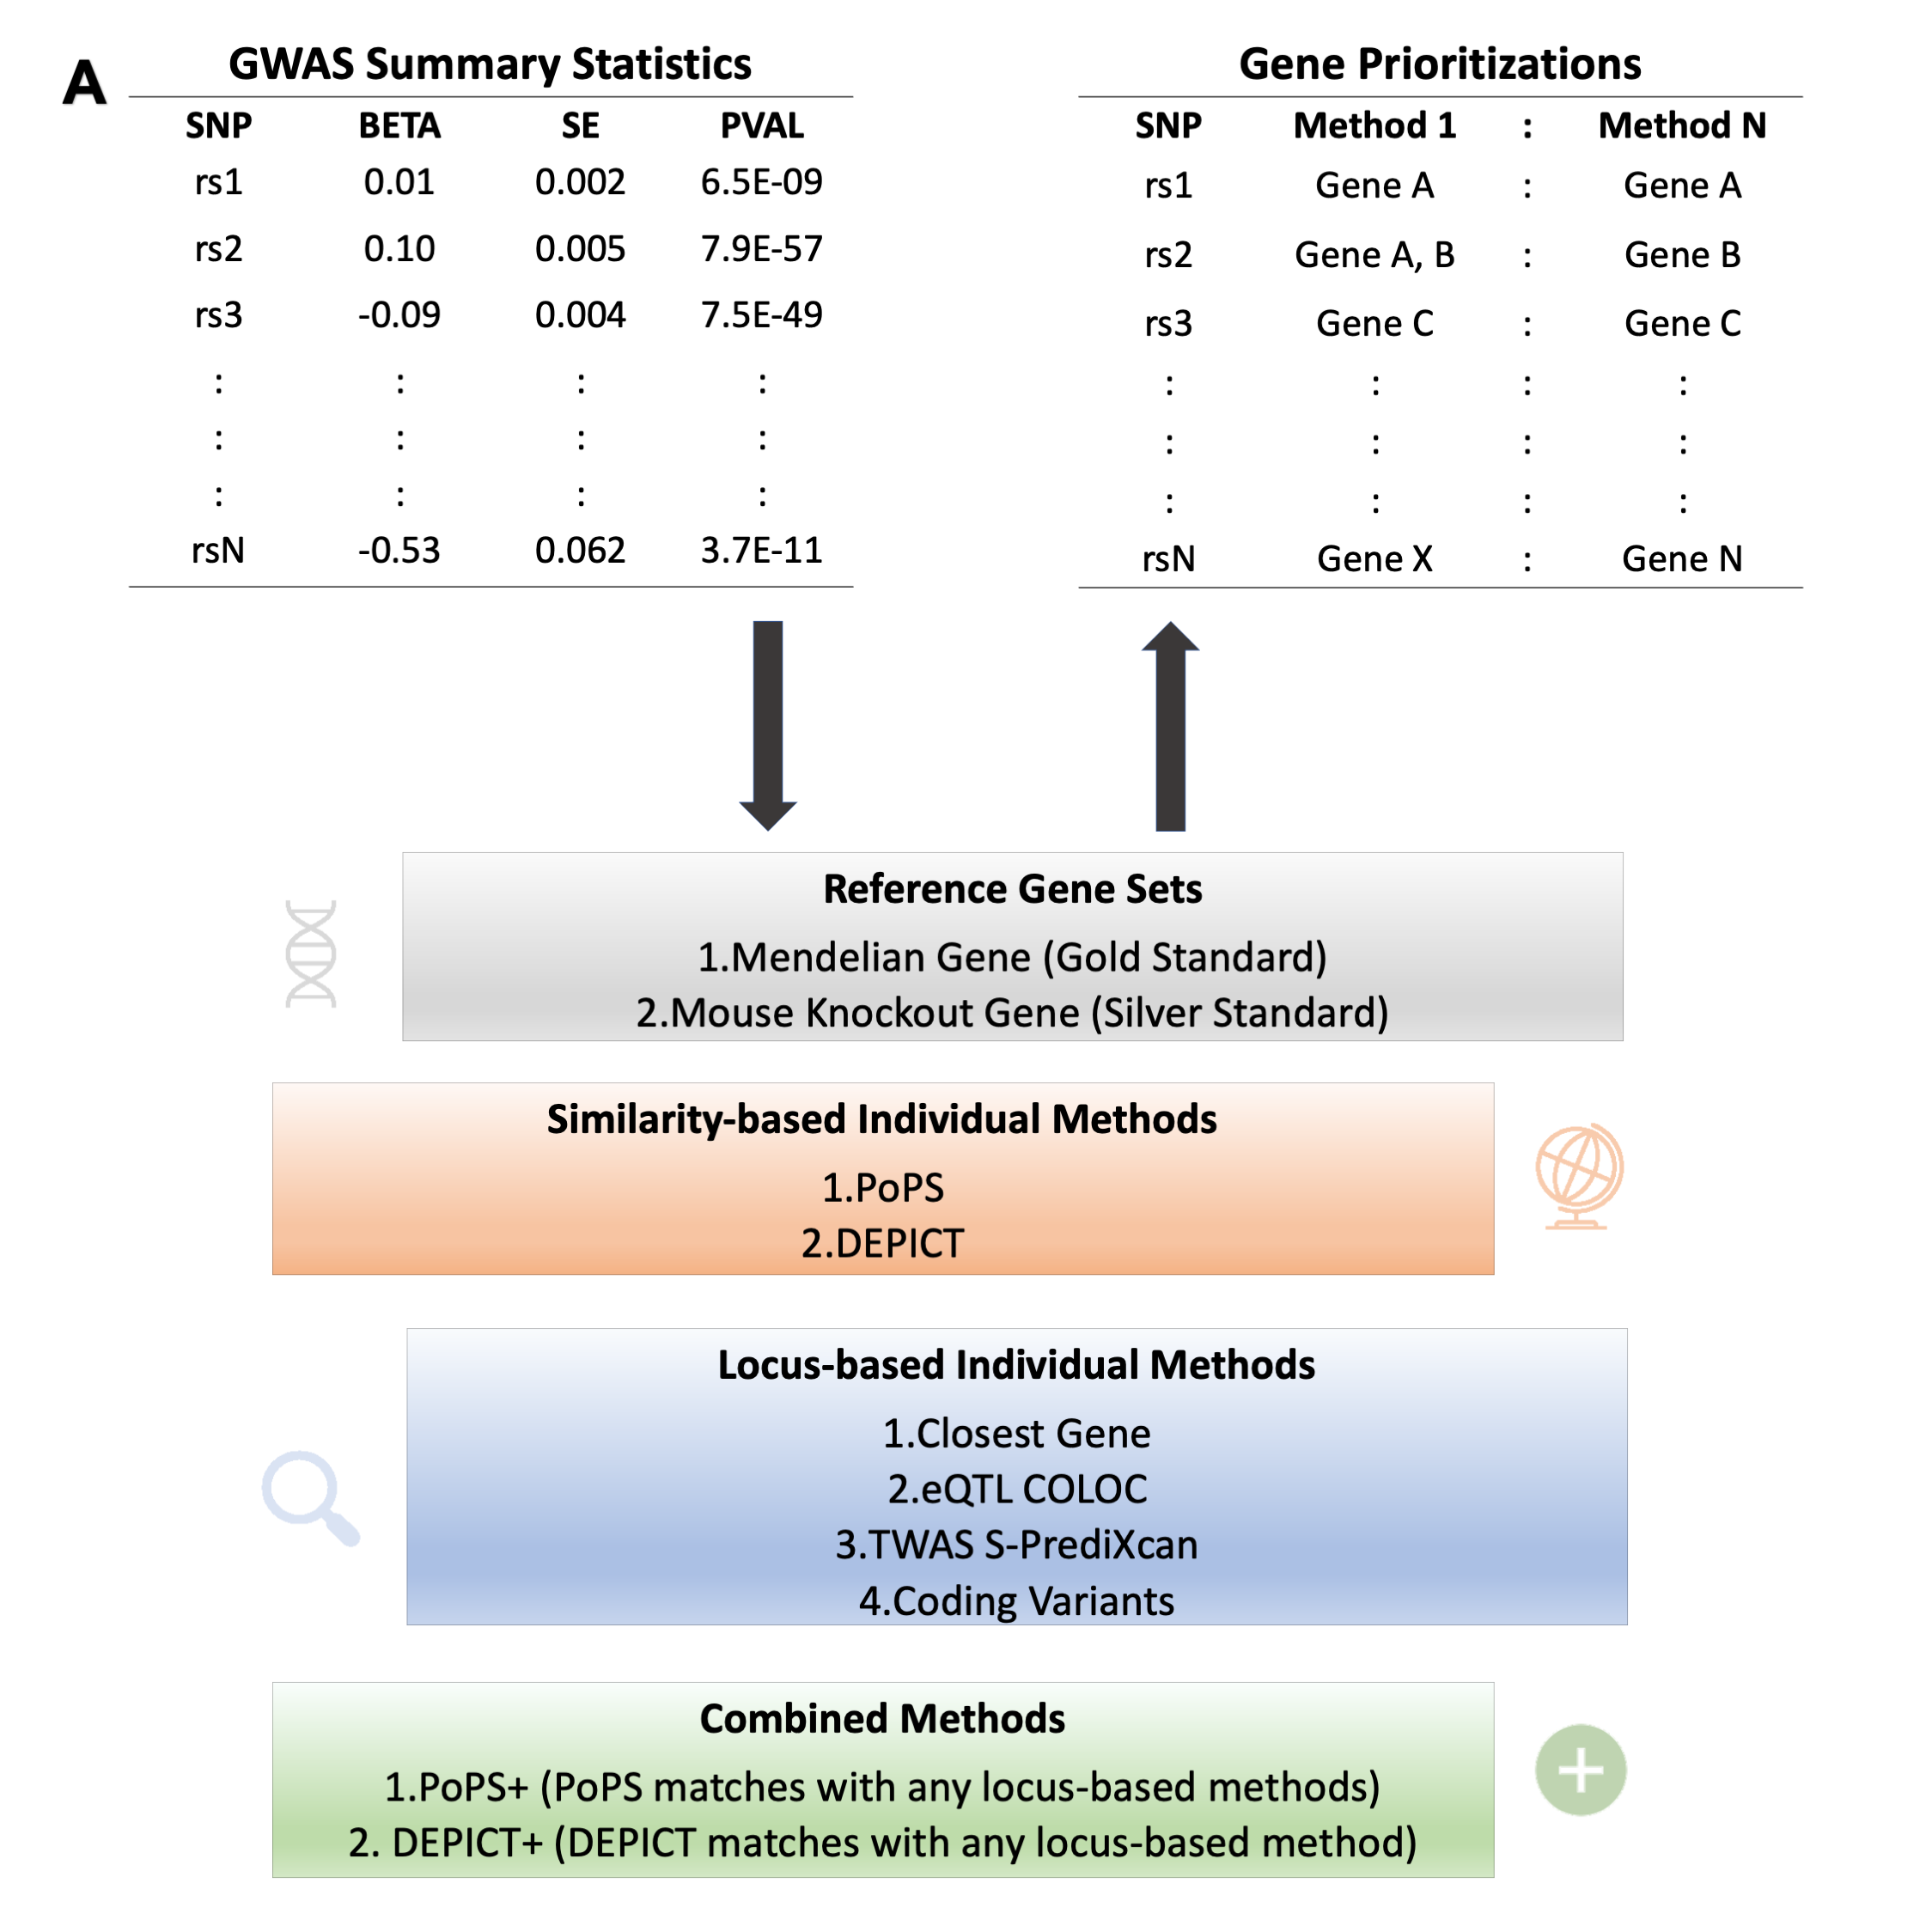 A
GWAS Summary Statistics
SNP BETA SE PVAL
rs1 0.01 0.002 6.5E-09
rs2 0.10 0.005 7.9E-57
rs3 -0.09 0.004 7.5E-49
: : : :
: : : :
: : : :
rsN -0.53 0.062 3.7E-11
Gene Prioritizations
SNP Method 1 : Method N
rs1 Gene A : Gene A
rs2 Gene A, B : Gene B
rs3 Gene C : Gene C
: : : :
: : : :
: : : :
rsN Gene X : Gene N
Reference Gene Sets
1.Mendelian Gene (Gold Standard)
2.Mouse Knockout Gene (Silver Standard)
Similarity-based Individual Methods
1.PoPS
2.DEPICT
Locus-based Individual Methods
1.Closest Gene
2.eQTL COLOC
3.TWAS S-PrediXcan
4.Coding Variants
Combined Methods
1.PoPS+ (PoPS matches with any locus-based methods)
2. DEPICT+ (DEPICT matches with any locus-based method)